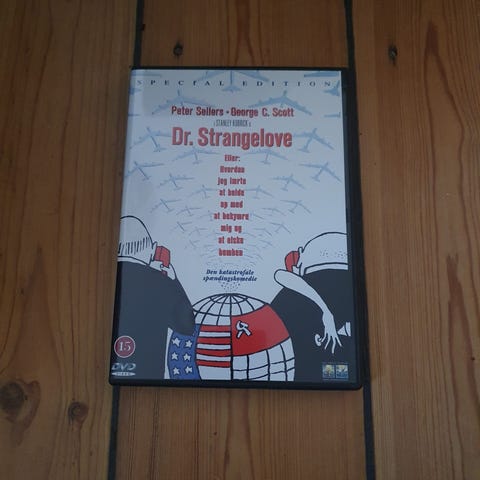 SPECIAL EDITION
Peter Sellers • George C. Scott
i STANLEY KUBRICK's
Dr. Strangelove
Eller:
Hvordan
jeg lærte
at holde
op med
at bekymre
mig og
at elske
bomben
Den katastrofale
spændingskomedie
15
DVD
VIDEO